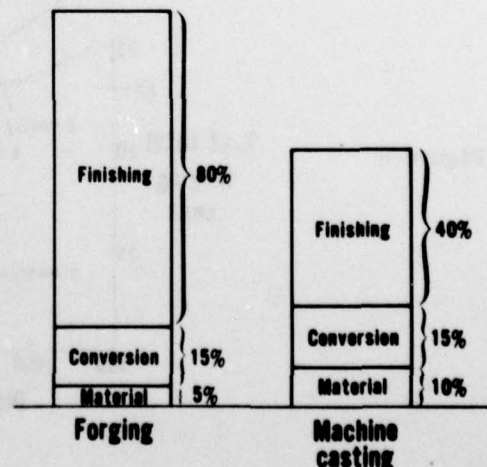 Finishing
80%
Conversion
15%
Material
5%
Forging
Finishing
40%
Conversion
15%
Material
10%
Machine
casting